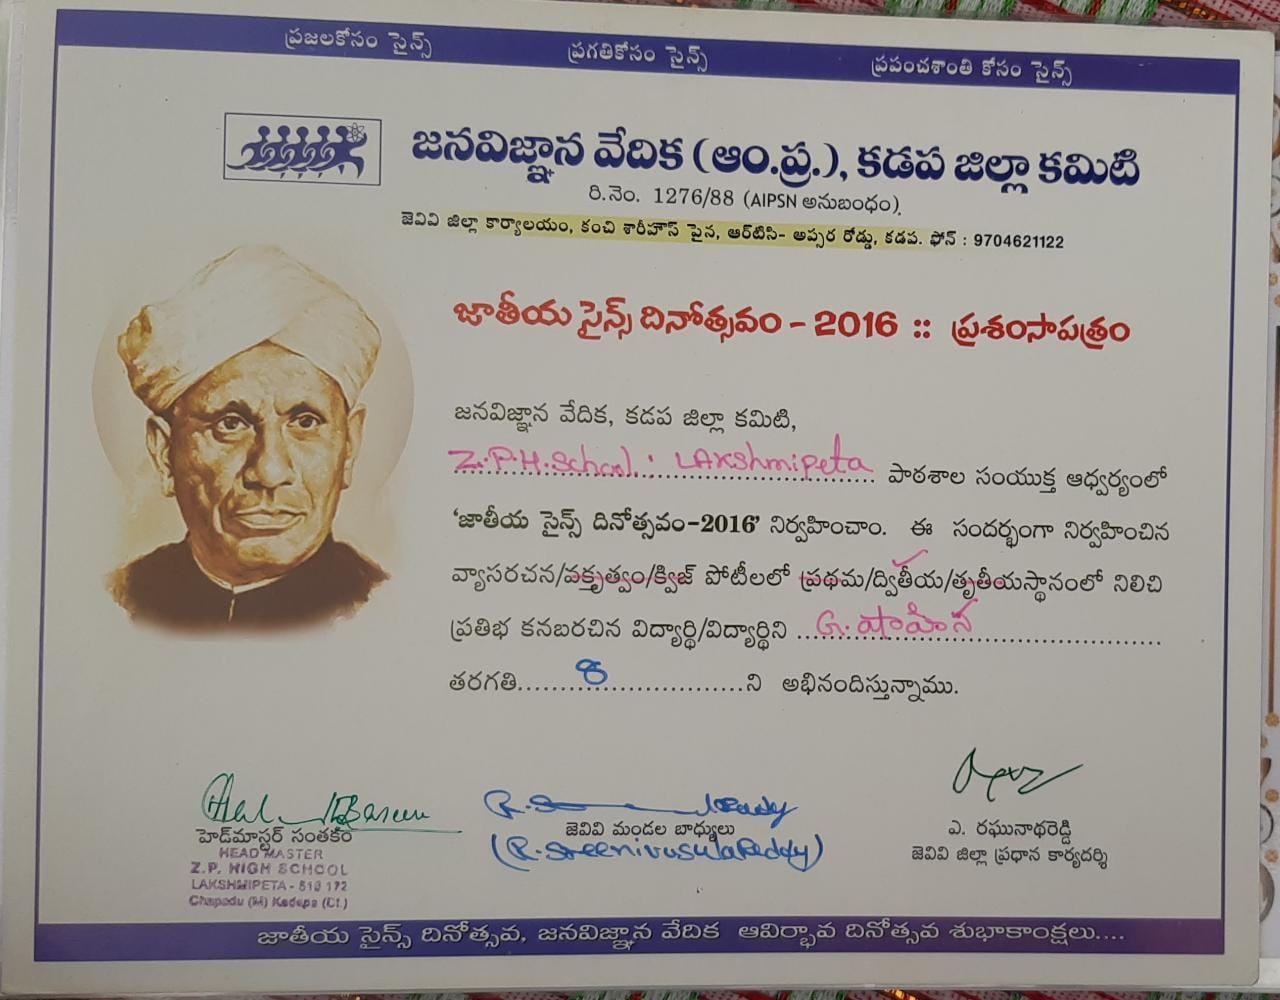 ప్రజలకోసం సైన్స్ ప్రగతికోసం సైన్స్ ప్రపంచశాంతి కోసం సైన్స్
జనవిజ్ఞాన వేదిక (ఆం.ప్ర.), కడప జిల్లా కమిటి
రి.నెం. 1276/88 (AIPSN అనుబంధం).
జెవివి జిల్లా కార్యాలయం, కంచి శారీహౌస్ పైన, ఆర్‌టిసి- అప్సర రోడ్డు, కడప. ఫోన్ : 9704621122
జాతీయ సైన్స్ దినోత్సవం - 2016 :: ప్రశంసాపత్రం
జనవిజ్ఞాన వేదిక, కడప జిల్లా కమిటి,
Z.P.H.School: LAKshmipeta పాఠశాల సంయుక్త ఆధ్వర్యంలో
'జాతీయ సైన్స్ దినోత్సవం-2016' నిర్వహించాం. ఈ సందర్భంగా నిర్వహించిన
వ్యాసరచన/వక్తృత్వం/క్విజ్ పోటీలలో ప్రథమ/ద్వితీయ/తృతీయస్థానంలో నిలిచి
ప్రతిభ కనబరచిన విద్యార్థి/విద్యార్థిని G. షాహిన
తరగతి 8 ని అభినందిస్తున్నాము.
హెడ్‌మాస్టర్ సంతకం
HEAD MASTER
Z.P. HIGH SCHOOL
LAKSHMIPETA - 516 172
Chapadu (M) Kadapa (Dt.)
జెవివి మండల బాధ్యులు
(R. Sreenivasula Reddy)
ఎ. రఘునాథరెడ్డి
జెవివి జిల్లా ప్రధాన కార్యదర్శి
జాతీయ సైన్స్ దినోత్సవ, జనవిజ్ఞాన వేదిక ఆవిర్భావ దినోత్సవ శుభాకాంక్షలు....